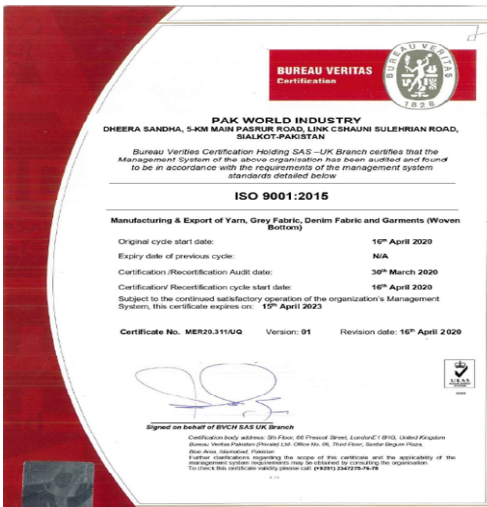 BUREAU VERITAS
Certification
BUREAU VERITAS
1828
PAK WORLD INDUSTRY
DHEERA SANDHA, 5-KM MAIN PASRUR ROAD, LINK CSHAUNI SULEHRIAN ROAD,
SIALKOT-PAKISTAN
Bureau Verities Certification Holding SAS –UK Branch certifies that the
Management System of the above organisation has been audited and found
to be in accordance with the requirements of the management system
standards detailed below
ISO 9001:2015
Manufacturing & Export of Yarn, Grey Fabric, Denim Fabric and Garments (Woven
Bottom)
Original cycle start date: 16th April 2020
Expiry date of previous cycle: N/A
Certification /Recertification Audit date: 30th March 2020
Certification/ Recertification cycle start date: 16th April 2020
Subject to the continued satisfactory operation of the organization's Management
System, this certificate expires on: 15th April 2023
Certificate No. MER20.311/UQ Version: 01 Revision date: 16th April 2020
UKAS
Signed on behalf of BVCH SAS UK Branch
Certification body address: 5th Floor, 66 Prescot Street, London E1 8HG, United Kingdom
Bureau Veritas Pakistan (Private) Ltd. Office No. 09, Third Floor, Sardar Begum Plaza,
Blue Area, Islamabad, Pakistan
Further clarifications regarding the scope of this certificate and the applicability of the
management system requirements may be obtained by consulting the organisation.
To check this certificate validity please call: